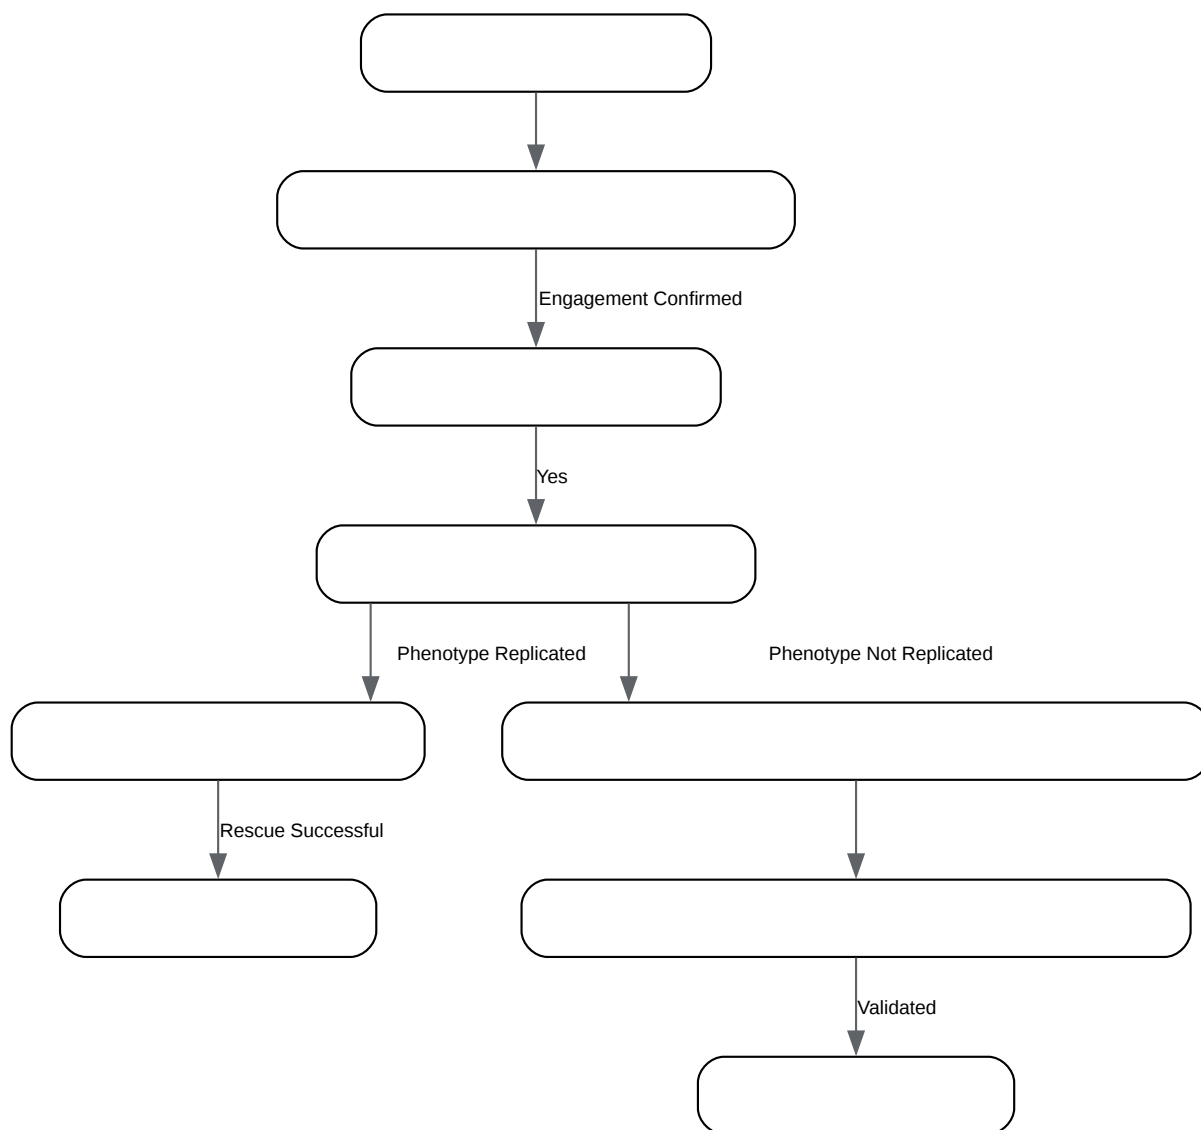 Engagement Confirmed
Yes
Phenotype Replicated
Phenotype Not Replicated
Rescue Successful
Validated